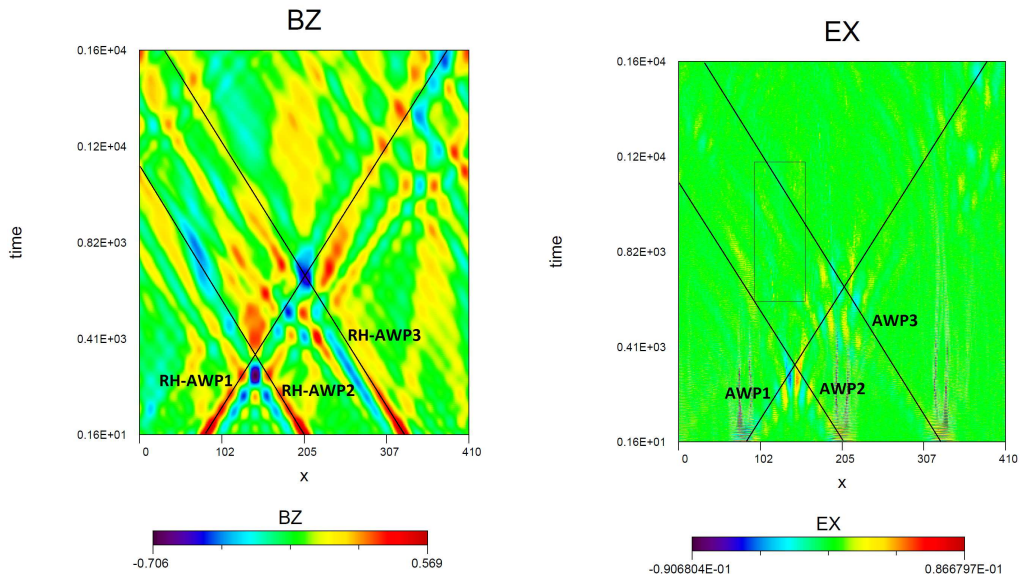 BZ
0.16E+04
0.12E+04
0.82E+03
0.41E+03
0.16E+01
time
RH-AWP1
RH-AWP2
RH-AWP3
0 102 205 307 410
x
BZ
-0.706 0.569
EX
0.16E+04
0.12E+04
0.82E+03
0.41E+03
0.16E+01
time
AWP1
AWP2
AWP3
0 102 205 307 410
x
EX
-0.906804E-01 0.866797E-01